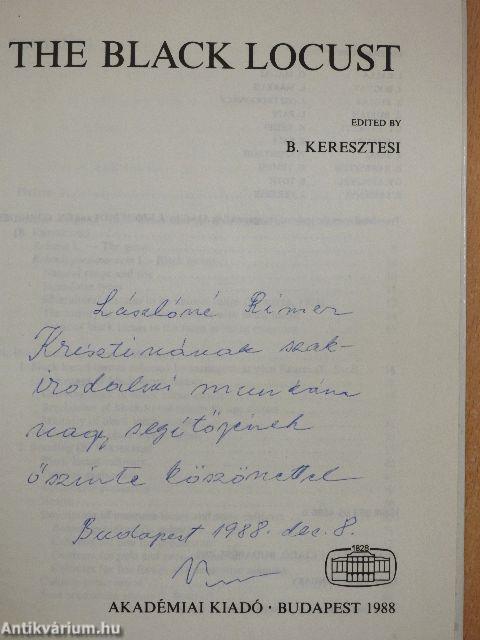 THE BLACK LOCUST
EDITED BY
B. KERESZTESI
Lászlóné Rimer
Krisztinának szak-
irodalmi munkám
nagy segítőjének
őszinte köszönettel
Budapest 1988. dec. 8.
1828
AKADÉMIAI KIADÓ · BUDAPEST 1988
Antikvárium.hu